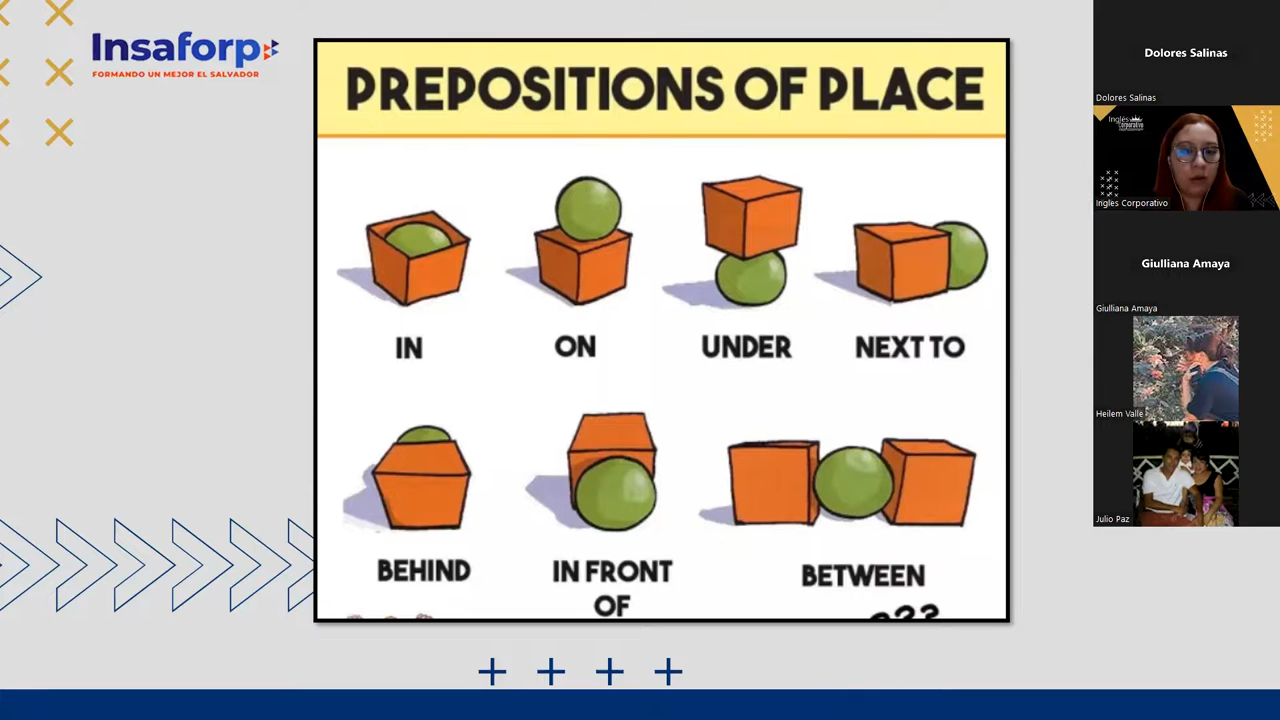 Insaforp
FORMANDO UN MEJOR EL SALVADOR
PREPOSITIONS OF PLACE
IN
ON
UNDER
NEXT TO
BEHIND
IN FRONT
OF
BETWEEN
???
Dolores Salinas
Dolores Salinas
Inglés
Corporativo
Ingles Corporativo
Giulliana Amaya
Giulliana Amaya
Heilem Valle
Julio Paz